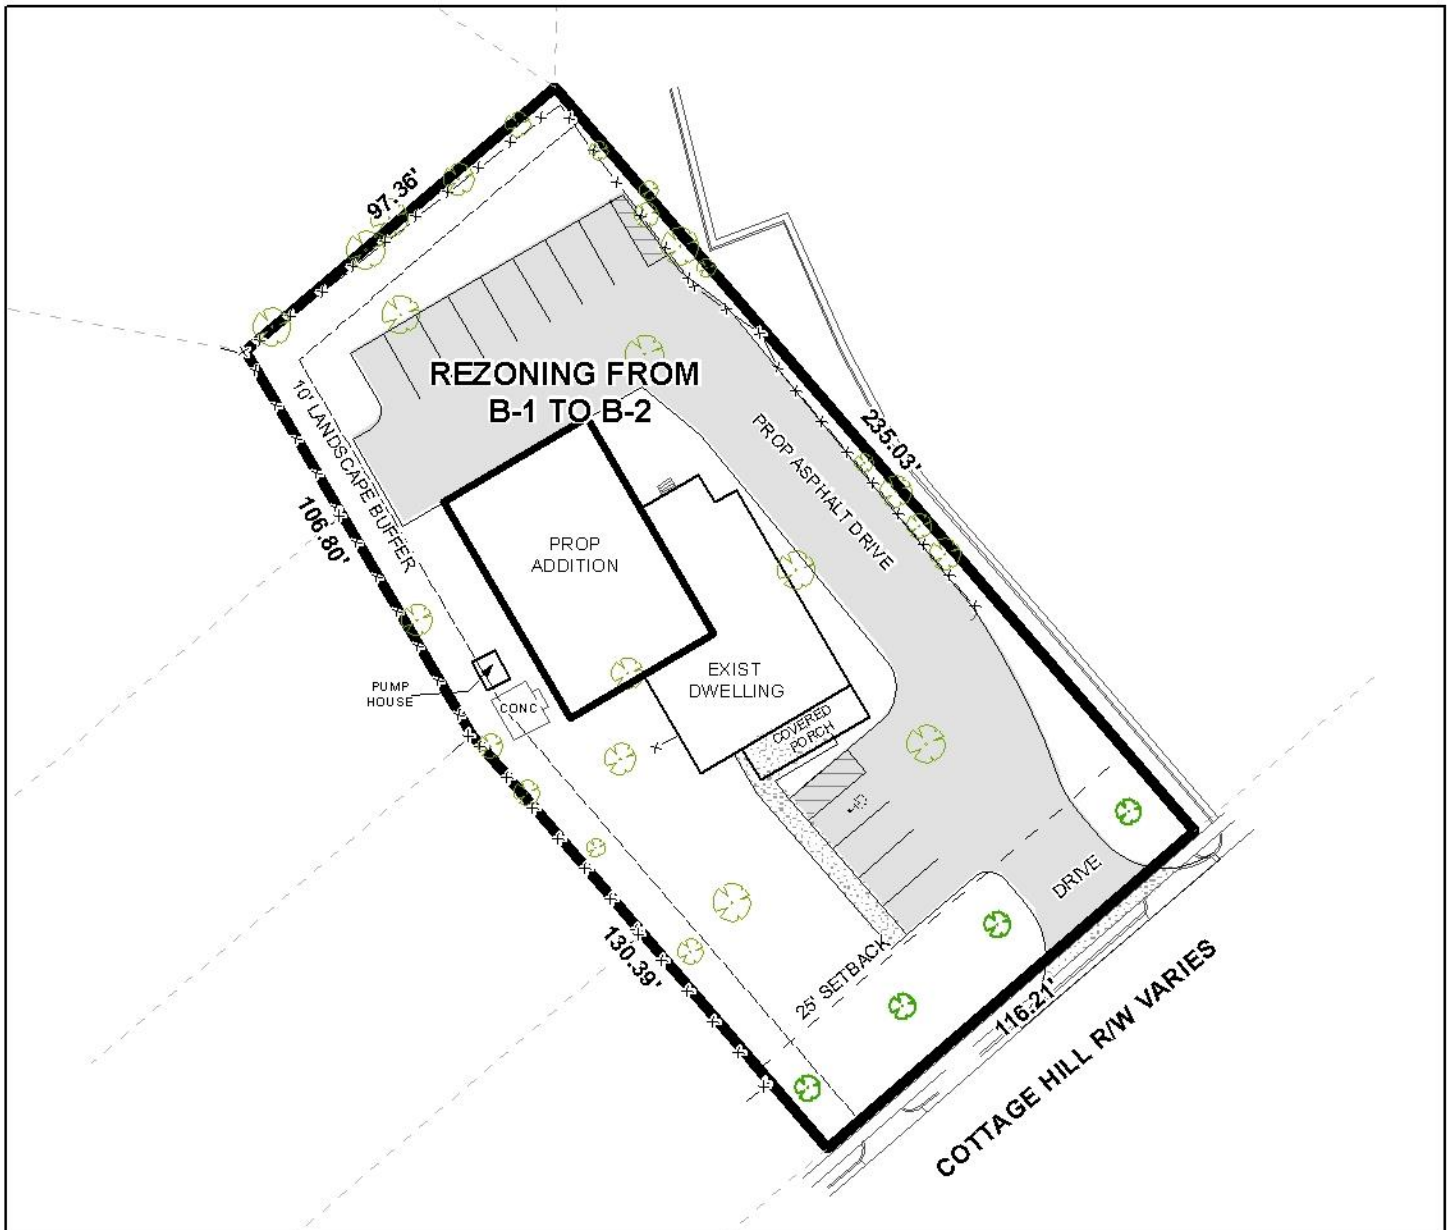 97.36'
REZONING FROM
B-1 TO B-2
10' LANDSCAPE BUFFER
106.80'
235.03'
PROP ASPHALT DRIVE
PROP
ADDITION
EXIST
DWELLING
PUMP
HOUSE
CONC
COVERED
PORCH
DRIVE
25' SETBACK
130.39'
116.21'
COTTAGE HILL R/W VARIES